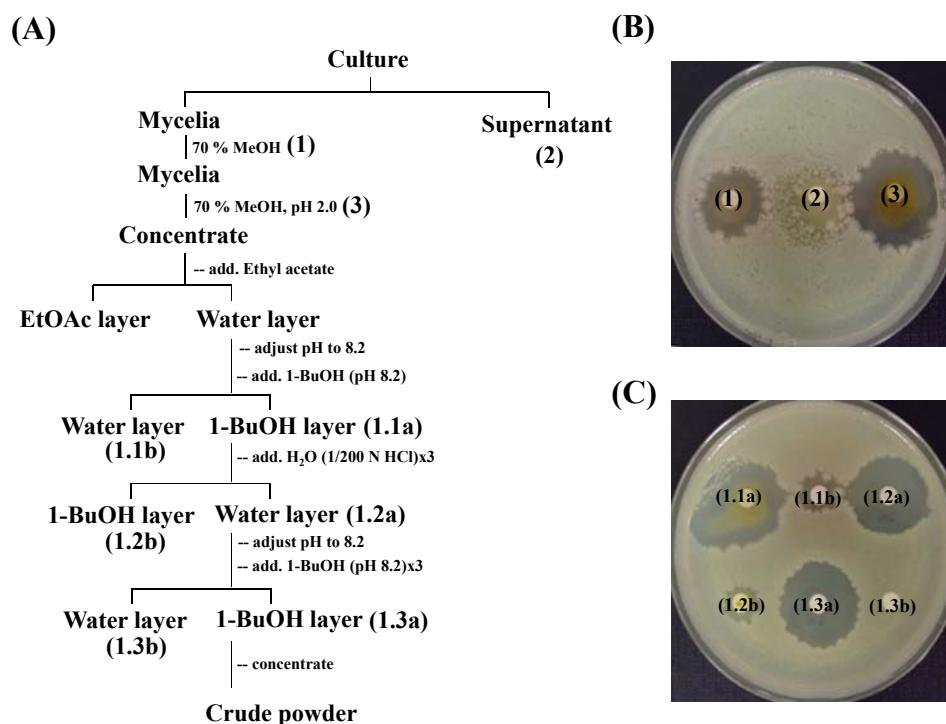 (A)
Culture
Mycelia
Supernatant
70 % MeOH (1)
(2)
Mycelia
70 % MeOH, pH 2.0 (3)
Concentrate
-- add. Ethyl acetate
EtOAc layer
Water layer
-- adjust pH to 8.2
-- add. 1-BuOH (pH 8.2)
Water layer
(1.1b)
1-BuOH layer (1.1a)
-- add. H₂O (1/200 N HCl)x3
1-BuOH layer
(1.2b)
Water layer (1.2a)
-- adjust pH to 8.2
-- add. 1-BuOH (pH 8.2)x3
Water layer
(1.3b)
1-BuOH layer (1.3a)
-- concentrate
Crude powder
(B)
(1) (2) (3)
(C)
(1.1a) (1.1b) (1.2a)
(1.2b) (1.3a) (1.3b)